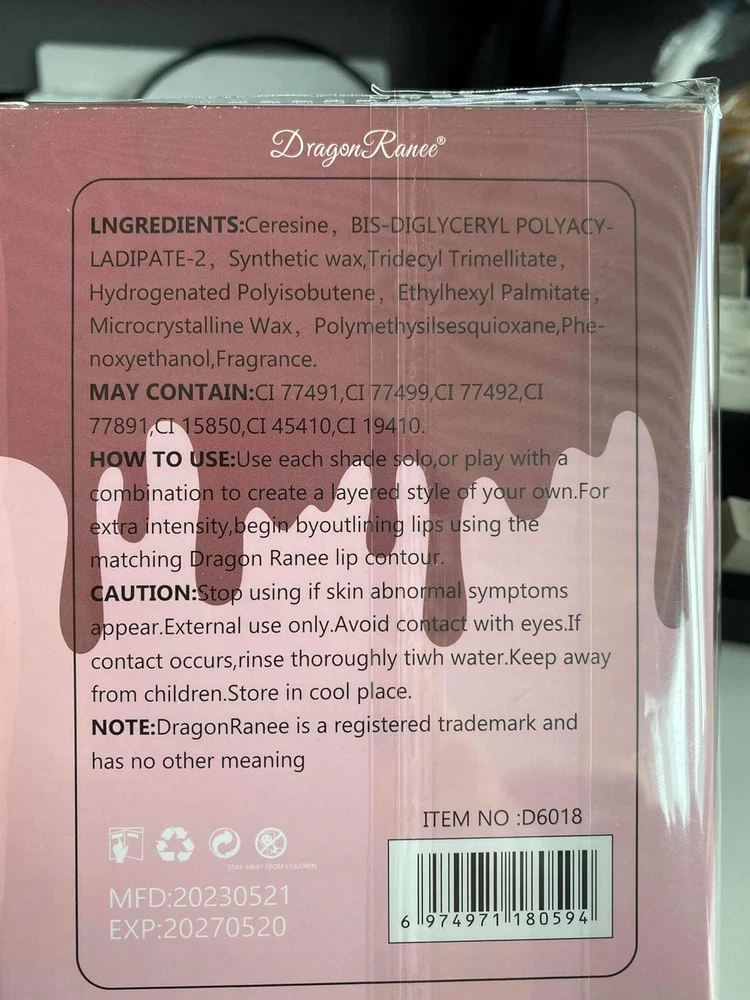 DragonRanee®
LNGREDIENTS:Ceresine, BIS-DIGLYCERYL POLYACY-
LADIPATE-2, Synthetic wax,Tridecyl Trimellitate,
Hydrogenated Polyisobutene, Ethylhexyl Palmitate,
Microcrystalline Wax, Polymethysilsesquioxane,Phe-
noxyethanol,Fragrance.
MAY CONTAIN:CI 77491,CI 77499,CI 77492,CI
77891,CI 15850,CI 45410,CI 19410.
HOW TO USE:Use each shade solo,or play with a
combination to create a layered style of your own.For
extra intensity,begin byoutlining lips using the
matching Dragon Ranee lip contour.
CAUTION:Stop using if skin abnormal symptoms
appear.External use only.Avoid contact with eyes.If
contact occurs,rinse thoroughly tiwh water.Keep away
from children.Store in cool place.
NOTE:DragonRanee is a registered trademark and
has no other meaning
ITEM NO :D6018
STAY AWAY FROM CHILDREN
MFD:20230521
EXP:20270520
6 974971 180594